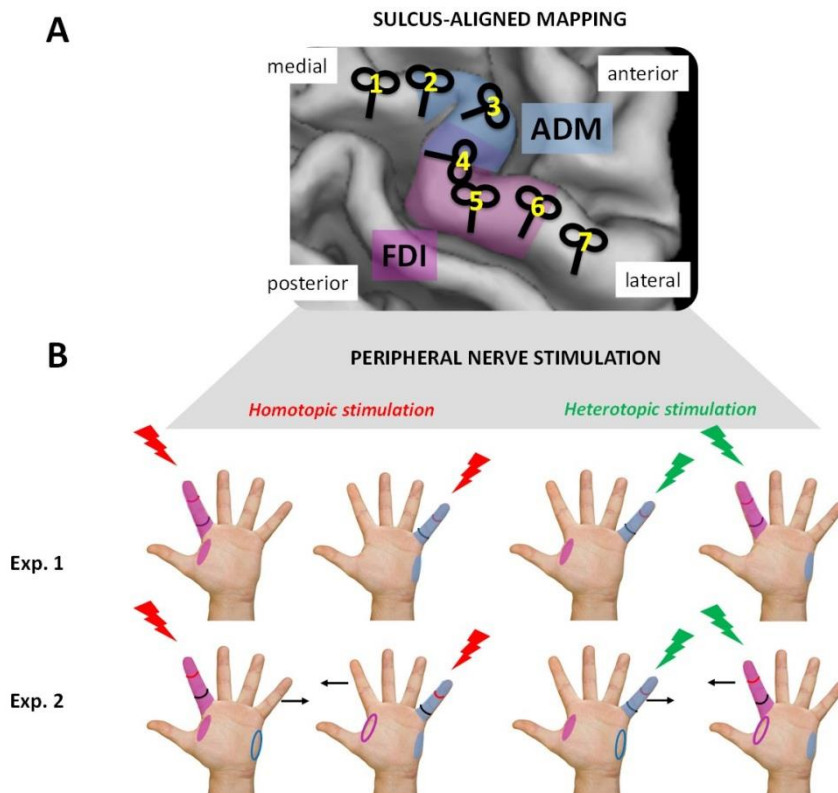 A
SULCUS-ALIGNED MAPPING
medial
anterior
1
2
3
ADM
4
5
6
7
FDI
posterior
lateral
B
PERIPHERAL NERVE STIMULATION
Homotopic stimulation
Heterotopic stimulation
Exp. 1
Exp. 2